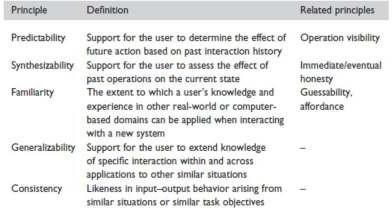 Principle Definition Related principles
Predictability Support for the user to determine the effect of Operation visibility
future action based on past interaction history
Synthesizability Support for the user to assess the effect of Immediate/eventual
past operations on the current state honesty
Familiarity The extent to which a user's knowledge and Guessability,
experience in other real-world or computer- affordance
based domains can be applied when interacting
with a new system
Generalizability Support for the user to extend knowledge –
of specific interaction within and across
applications to other similar situations
Consistency Likeness in input–output behavior arising from –
similar situations or similar task objectives